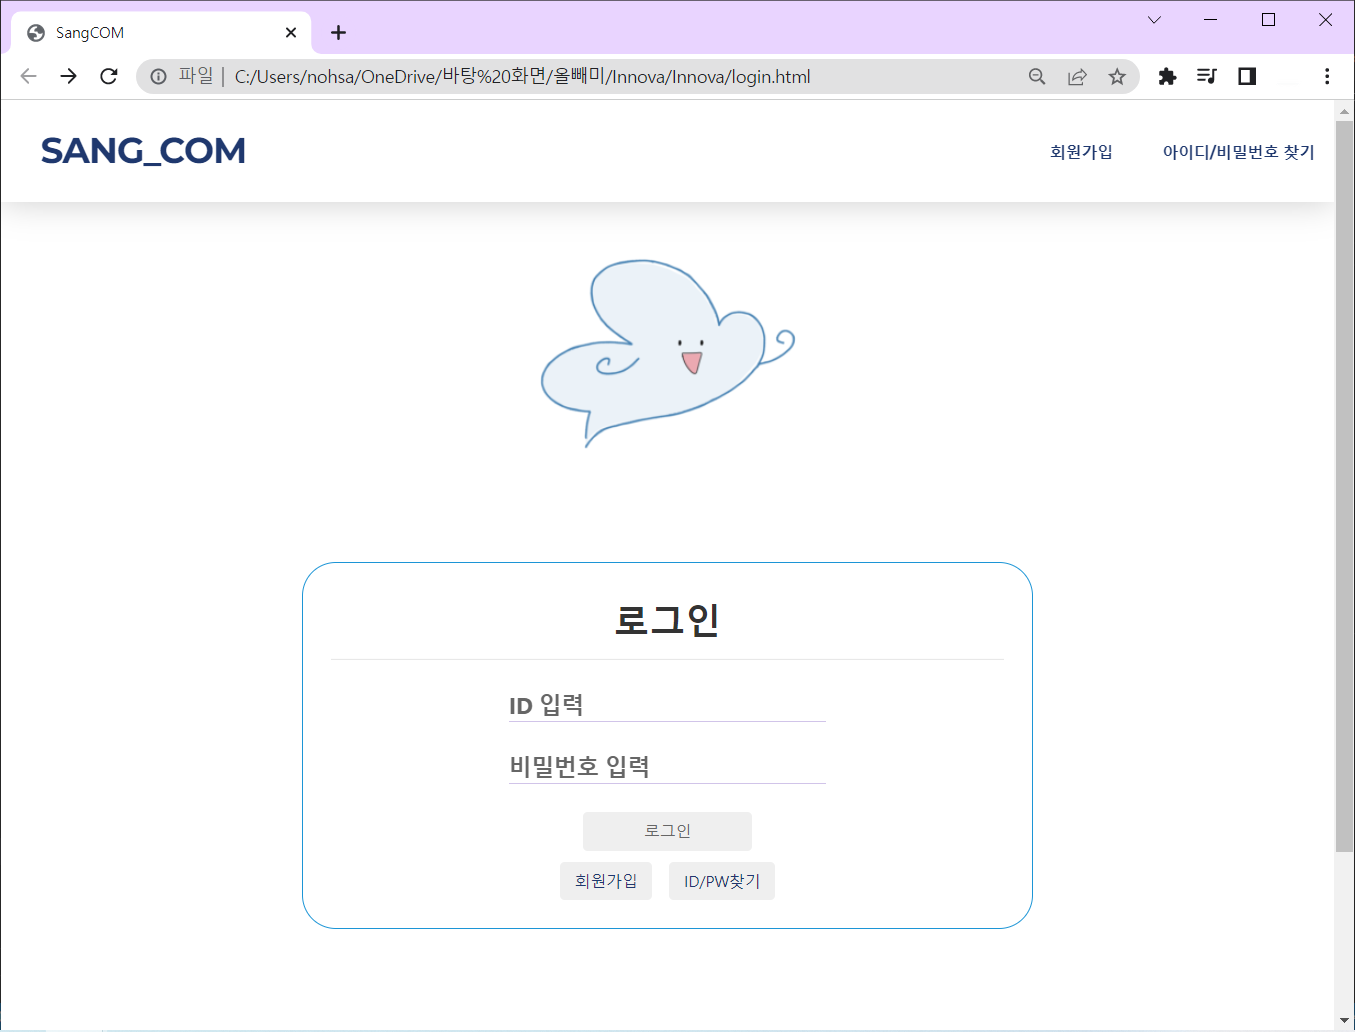 SangCOM
파일 | C:/Users/nohsa/OneDrive/바탕%20화면/올빼미/Innova/Innova/login.html
SANG_COM
회원가입
아이디/비밀번호 찾기
로그인
ID 입력
비밀번호 입력
로그인
회원가입
ID/PW찾기